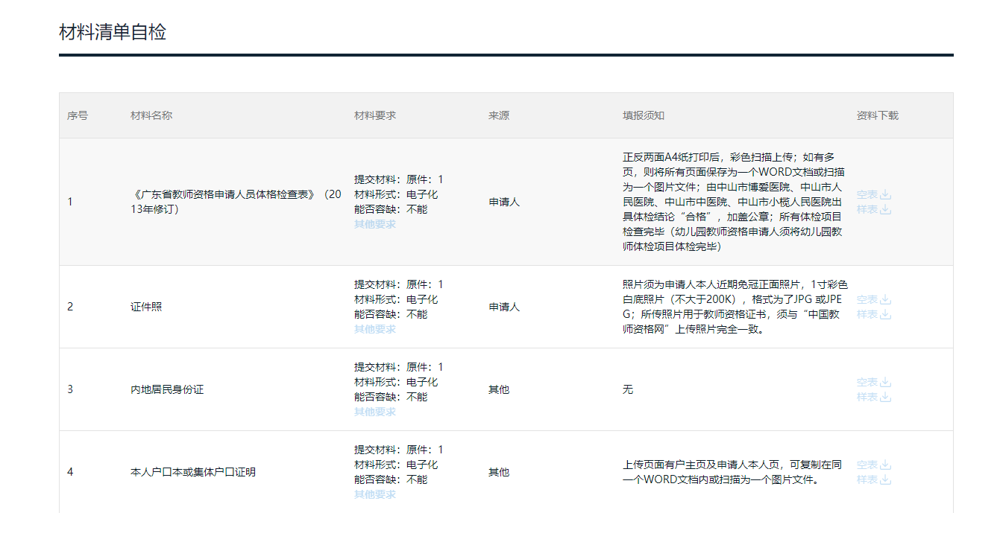 材料清单自检
序号 材料名称 材料要求 来源 填报须知 资料下载
1
《广东省教师资格申请人员体格检查表》（20
13年修订）
提交材料：原件：1
材料形式：电子化
能否容缺：不能
其他要求
申请人
正反两面A4纸打印后，彩色扫描上传；如有多
页，则将所有页面保存为一个WORD文档或扫描
为一个图片文件；由中山市博爱医院、中山市人
民医院、中山市中医院、中山市小榄人民医院出
具体检结论“合格”，加盖公章；所有体检项目
检查完毕（幼儿园教师资格申请人须将幼儿园教
师体检项目体检完毕）
空表
样表
2
证件照
提交材料：原件：1
材料形式：电子化
能否容缺：不能
其他要求
申请人
照片须为申请人本人近期免冠正面照片，1寸彩色
白底照片（不大于200K），格式为了JPG 或JPE
G；所传照片用于教师资格证书，须与“中国教
师资格网”上传照片完全一致。
空表
样表
3
内地居民身份证
提交材料：原件：1
材料形式：电子化
能否容缺：不能
其他要求
其他
无
空表
样表
4
本人户口本或集体户口证明
提交材料：原件：1
材料形式：电子化
能否容缺：不能
其他要求
其他
上传页面有户主页及申请人本人页，可复制在同
一个WORD文档内或扫描为一个图片文件。
空表
样表